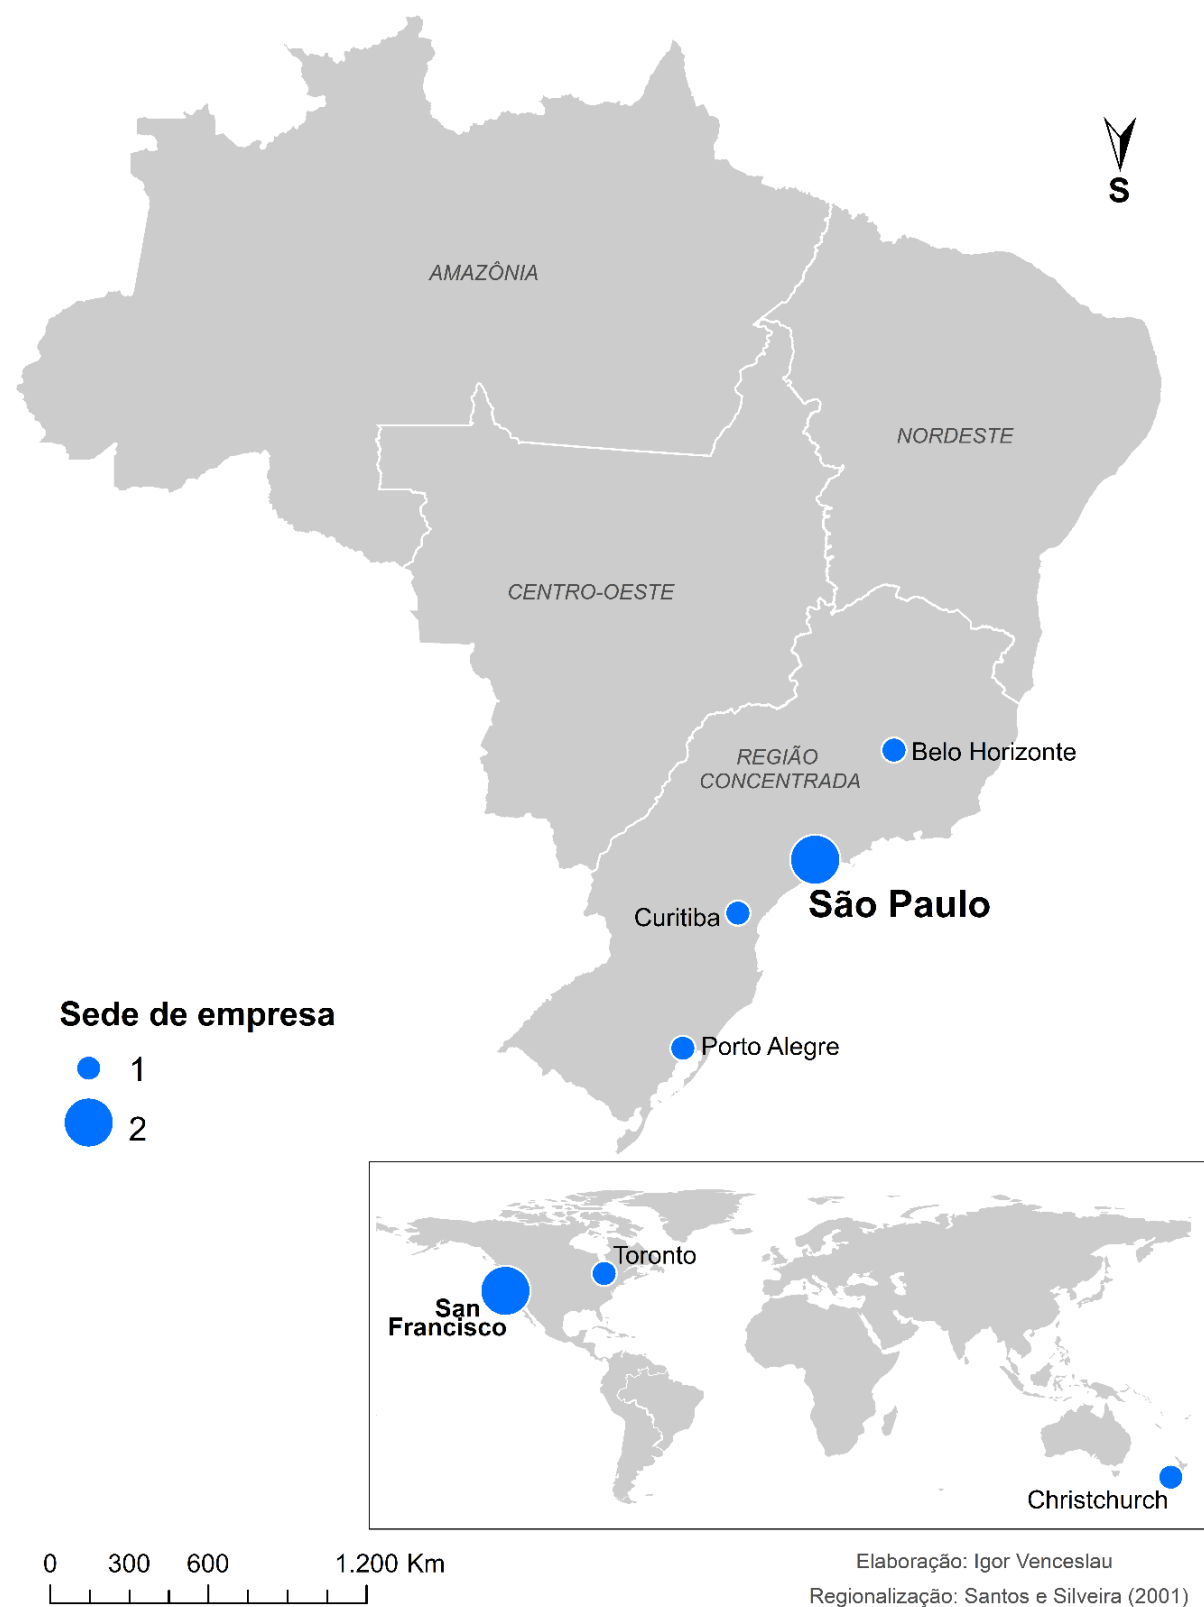 S
AMAZÔNIA
NORDESTE
CENTRO-OESTE
REGIÃO
CONCENTRADA
Belo Horizonte
São Paulo
Curitiba
Porto Alegre
Sede de empresa
1
2
Toronto
San
Francisco
Christchurch
0 300 600 1.200 Km
Elaboração: Igor Venceslau
Regionalização: Santos e Silveira (2001)